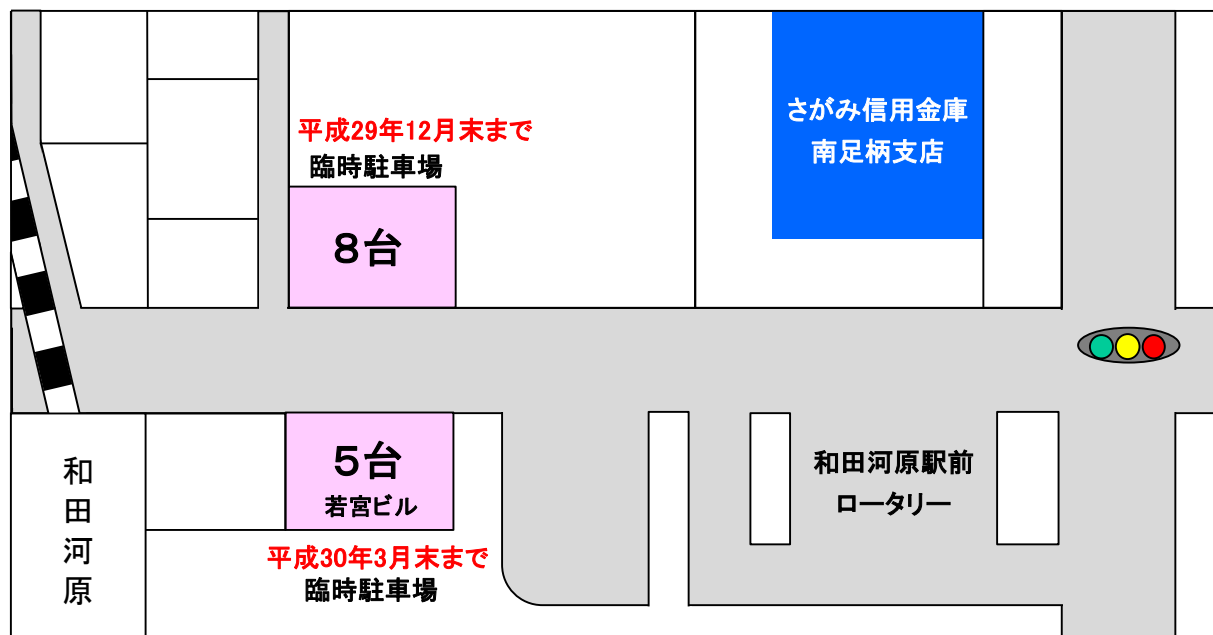 さがみ信用金庫
南足柄支店
平成29年12月末まで
臨時駐車場
8台
5台
若宮ビル
平成30年3月末まで
臨時駐車場
和田河原駅前
ロータリー
和田河原